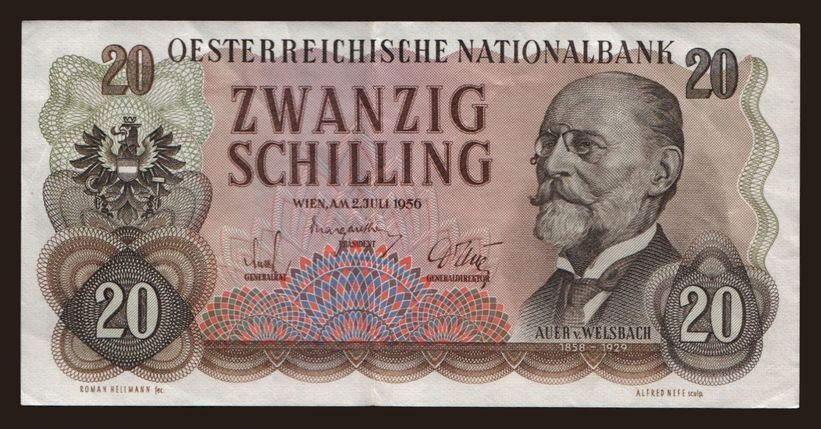 20 OESTERREICHISCHE NATIONALBANK 20
ZWANZIG
SCHILLING
WIEN, AM 2. JULI 1956
PRÄSIDENT
GENERALRAT
GENERALDIREKTOR
20
AUER v. WELSBACH
1858 – 1929
20
ROMAN HELLMANN fec.
ALFRED NEFE sculp.